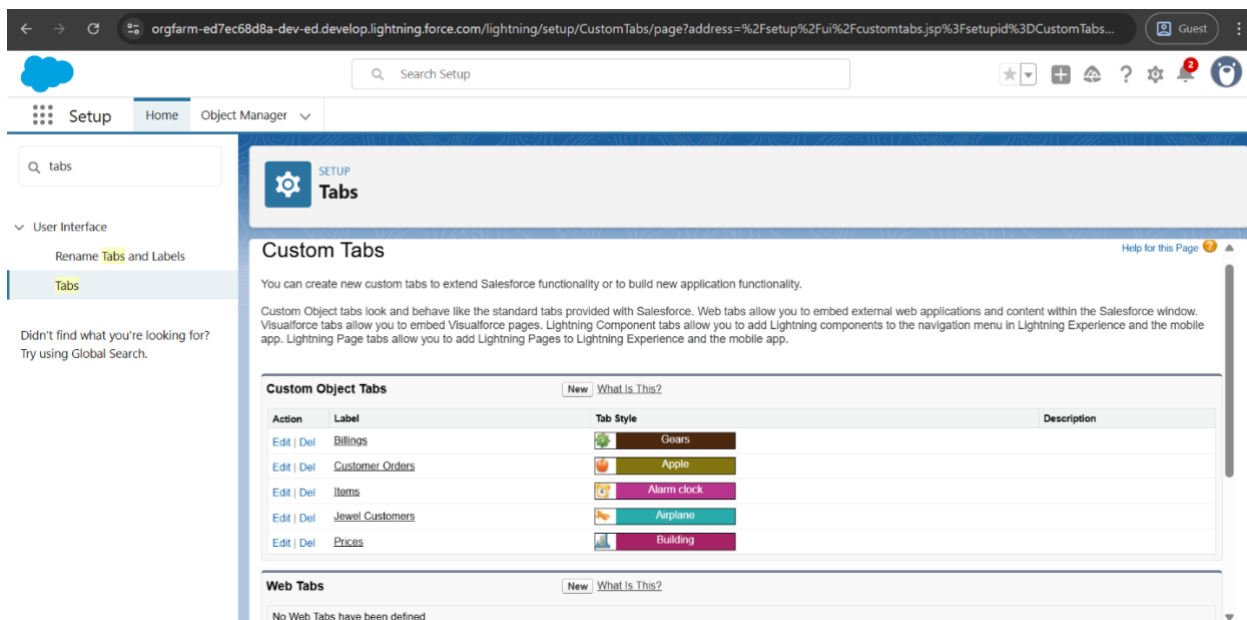 orgfarm-ed7ec68d8a-dev-ed.develop.lightning.force.com/lightning/setup/CustomTabs/page?address=%2Fsetup%2Fui%2Fcustomtabs.jsp%3Fsetupid%3DCustomTabs...
Guest
Search Setup
2
Setup
Home
Object Manager
tabs
User Interface
Rename Tabs and Labels
Tabs
Didn't find what you're looking for?
Try using Global Search.
SETUP
Tabs
Custom Tabs
Help for this Page
You can create new custom tabs to extend Salesforce functionality or to build new application functionality.
Custom Object tabs look and behave like the standard tabs provided with Salesforce. Web tabs allow you to embed external web applications and content within the Salesforce window.
Visualforce tabs allow you to embed Visualforce pages. Lightning Component tabs allow you to add Lightning components to the navigation menu in Lightning Experience and the mobile
app. Lightning Page tabs allow you to add Lightning Pages to Lightning Experience and the mobile app.
Custom Object Tabs New What Is This?
Action Label Tab Style Description
Edit | Del Billings Gears
Edit | Del Customer Orders Apple
Edit | Del Items Alarm clock
Edit | Del Jewel Customers Airplane
Edit | Del Prices Building
Web Tabs New What Is This?
No Web Tabs have been defined